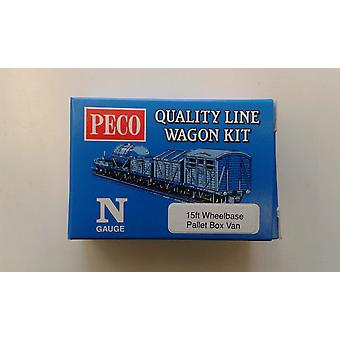 PECO
QUALITY LINE
WAGON KIT
N
GAUGE
15ft Wheelbase
Pallet Box Van